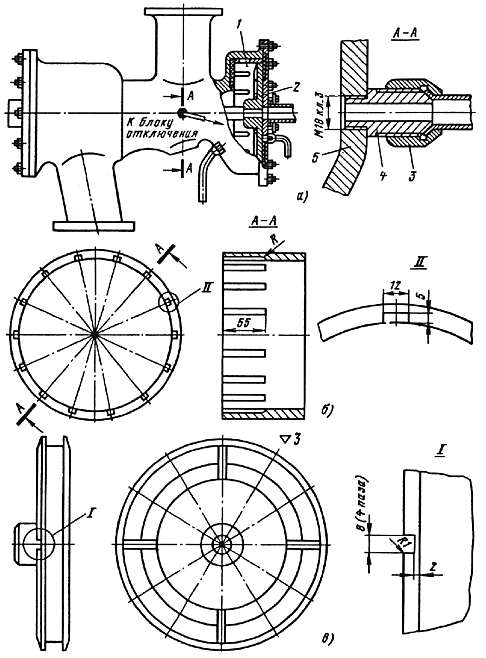 1
A-A
A
2
К блоку
отключения
A
М18 кл. 3
5
4
3
а)
A-A
A
R
II
II
12
5
55
A
б)
▽3
I
I
8 (4 паза)
R1
2
в)